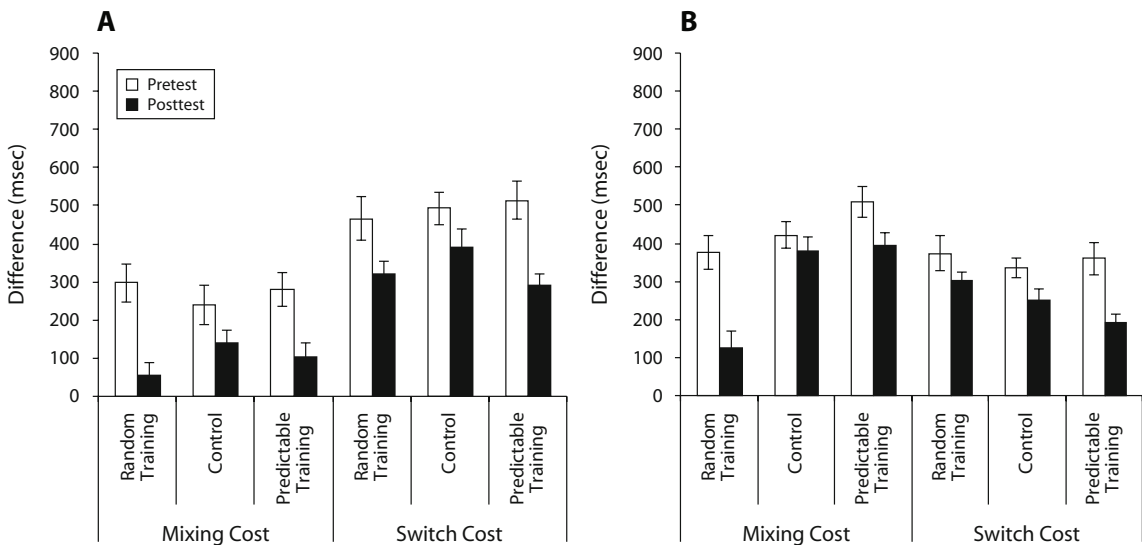 A
900
800
700
600
500
400
300
200
100
0
Difference (msec)
Pretest
Posttest
Random
Training
Control
Predictable
Training
Random
Training
Control
Predictable
Training
Mixing Cost
Switch Cost
B
900
800
700
600
500
400
300
200
100
0
Difference (msec)
Random
Training
Control
Predictable
Training
Random
Training
Control
Predictable
Training
Mixing Cost
Switch Cost